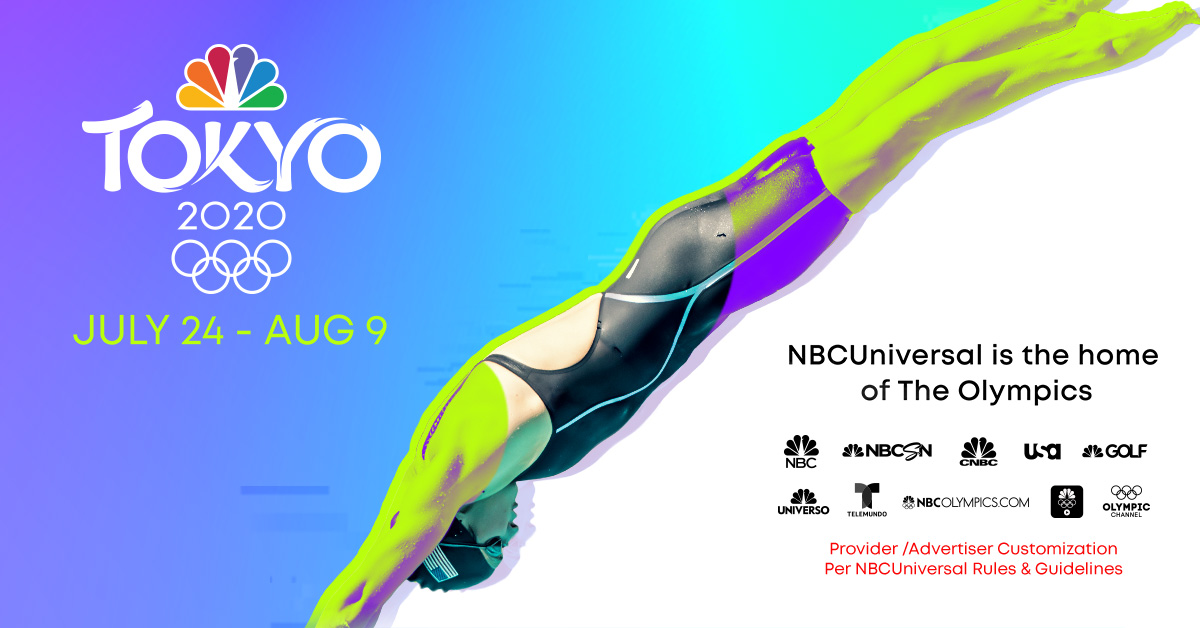 TOKYO
2020
JULY 24 - AUG 9
NBCUniversal is the home
of The Olympics
NBC NBCSN CNBC USA GOLF
UNIVERSO TELEMUNDO NBCOLYMPICS.COM OLYMPIC CHANNEL
Provider /Advertiser Customization
Per NBCUniversal Rules & Guidelines